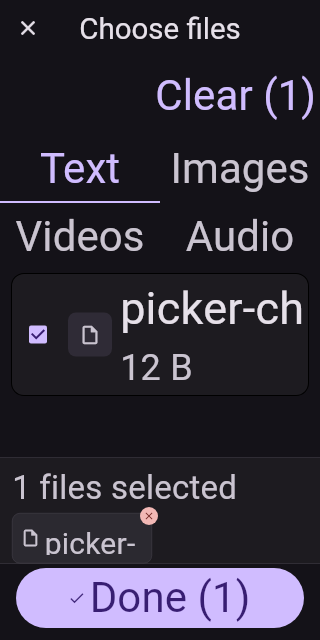 Choose files
Clear (1)
Text Images
Videos Audio
picker-ch
12 B
1 files selected
picker-
Done (1)